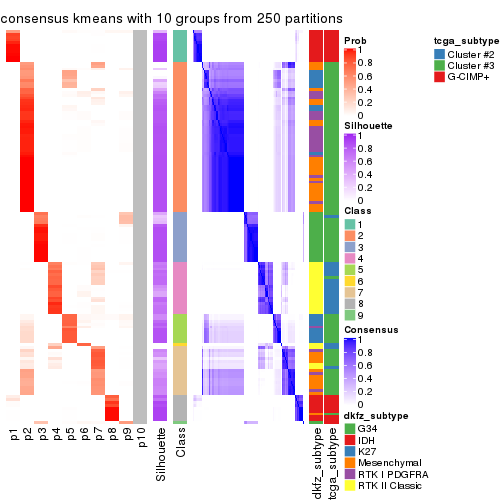 consensus kmeans with 10 groups from 250 partitions
Prob
1
0.8
0.6
0.4
0.2
0
Silhouette
1
0.8
0.6
0.4
0.2
0
Class
1
2
3
4
5
6
7
8
9
Consensus
1
0.8
0.6
0.4
0.2
0
dkfz_subtype
G34
IDH
K27
Mesenchymal
RTK I PDGFRA
RTK II Classic
tcga_subtype
Cluster #2
Cluster #3
G-CIMP+
p1
p2
p3
p4
p5
p6
p7
p8
p9
p10
Silhouette
Class
dkfz_subtype
tcga_subtype